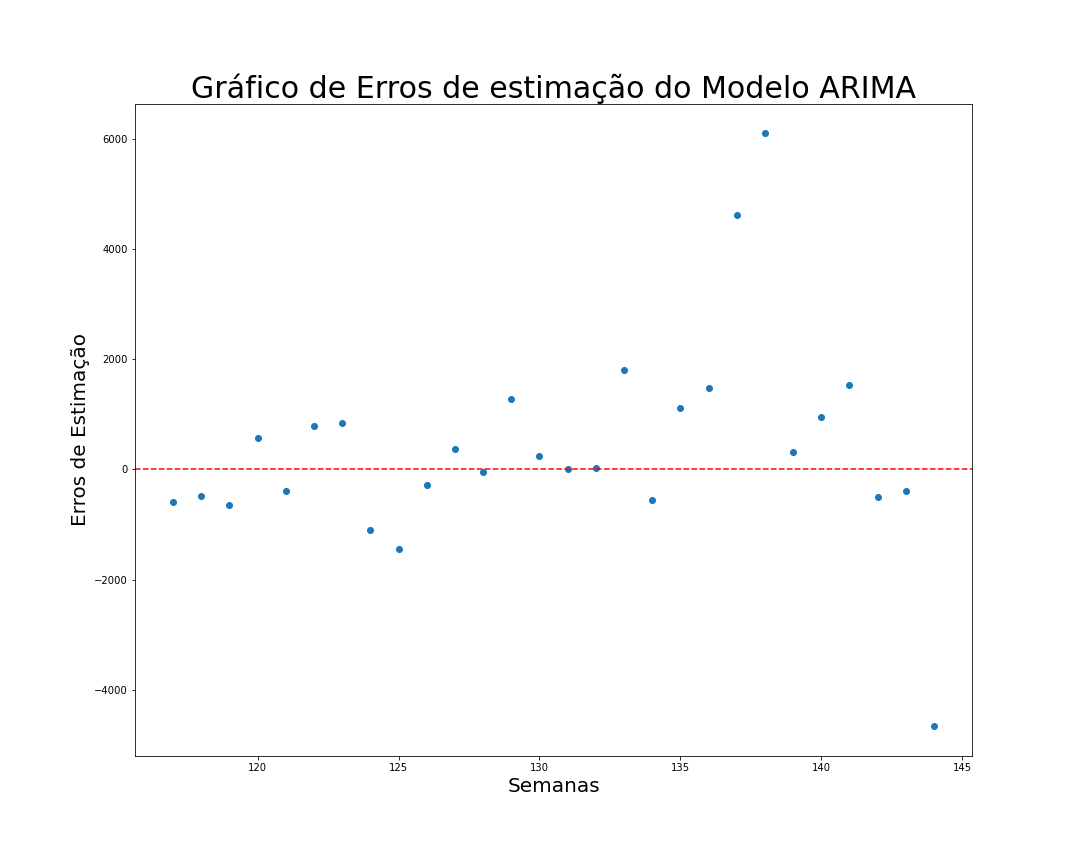 Gráfico de Erros de estimação do Modelo ARIMA
6000
4000
2000
0
−2000
−4000
Erros de Estimação
120 125 130 135 140 145
Semanas